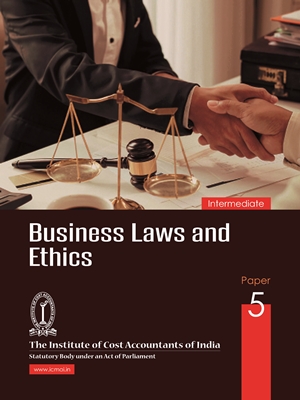 Intermediate
Business Laws and
Ethics
Paper
5
The Institute of Cost Accountants of India
Statutory Body under an Act of Parliament
www.icmai.in